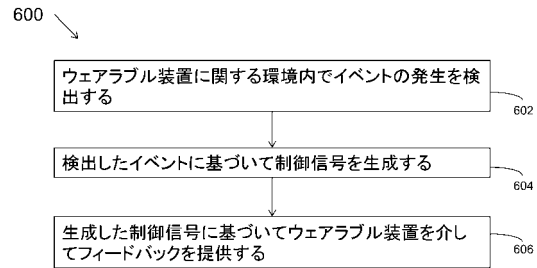 600
ウェアラブル装置に関する環境内でイベントの発生を検
出する
602
検出したイベントに基づいて制御信号を生成する
604
生成した制御信号に基づいてウェアラブル装置を介し
てフィードバックを提供する
606